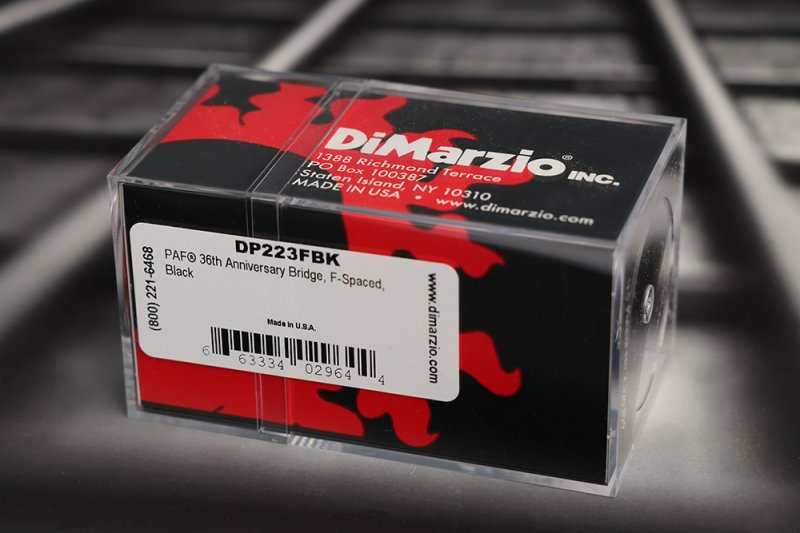 DiMarzio® INC.
1388 Richmond Terrace
PO Box 100387
Staten Island, NY 10310
MADE IN USA • www.dimarzio.com
DP223FBK
PAF® 36th Anniversary Bridge, F-Spaced,
Black
(800) 221-6468
www.dimarzio.com
Made in U.S.A.
6 63334 02964 4